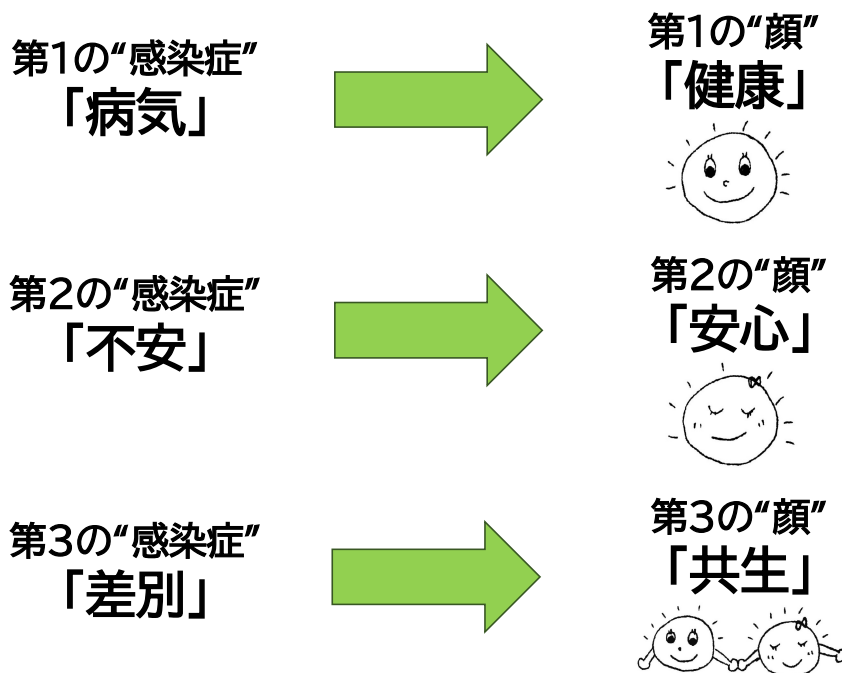 第1の“感染症”
「病気」
第1の“顔”
「健康」
第2の“感染症”
「不安」
第2の“顔”
「安心」
第3の“感染症”
「差別」
第3の“顔”
「共生」